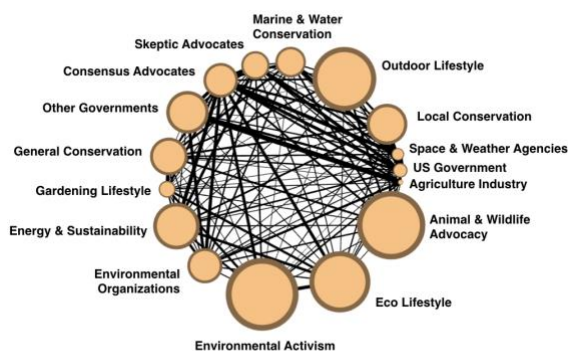 Marine & Water
Conservation
Skeptic Advocates
Outdoor Lifestyle
Consensus Advocates
Other Governments
Local Conservation
General Conservation
Space & Weather Agencies
US Government
Agriculture Industry
Gardening Lifestyle
Animal & Wildlife
Advocacy
Energy & Sustainability
Environmental
Organizations
Eco Lifestyle
Environmental Activism